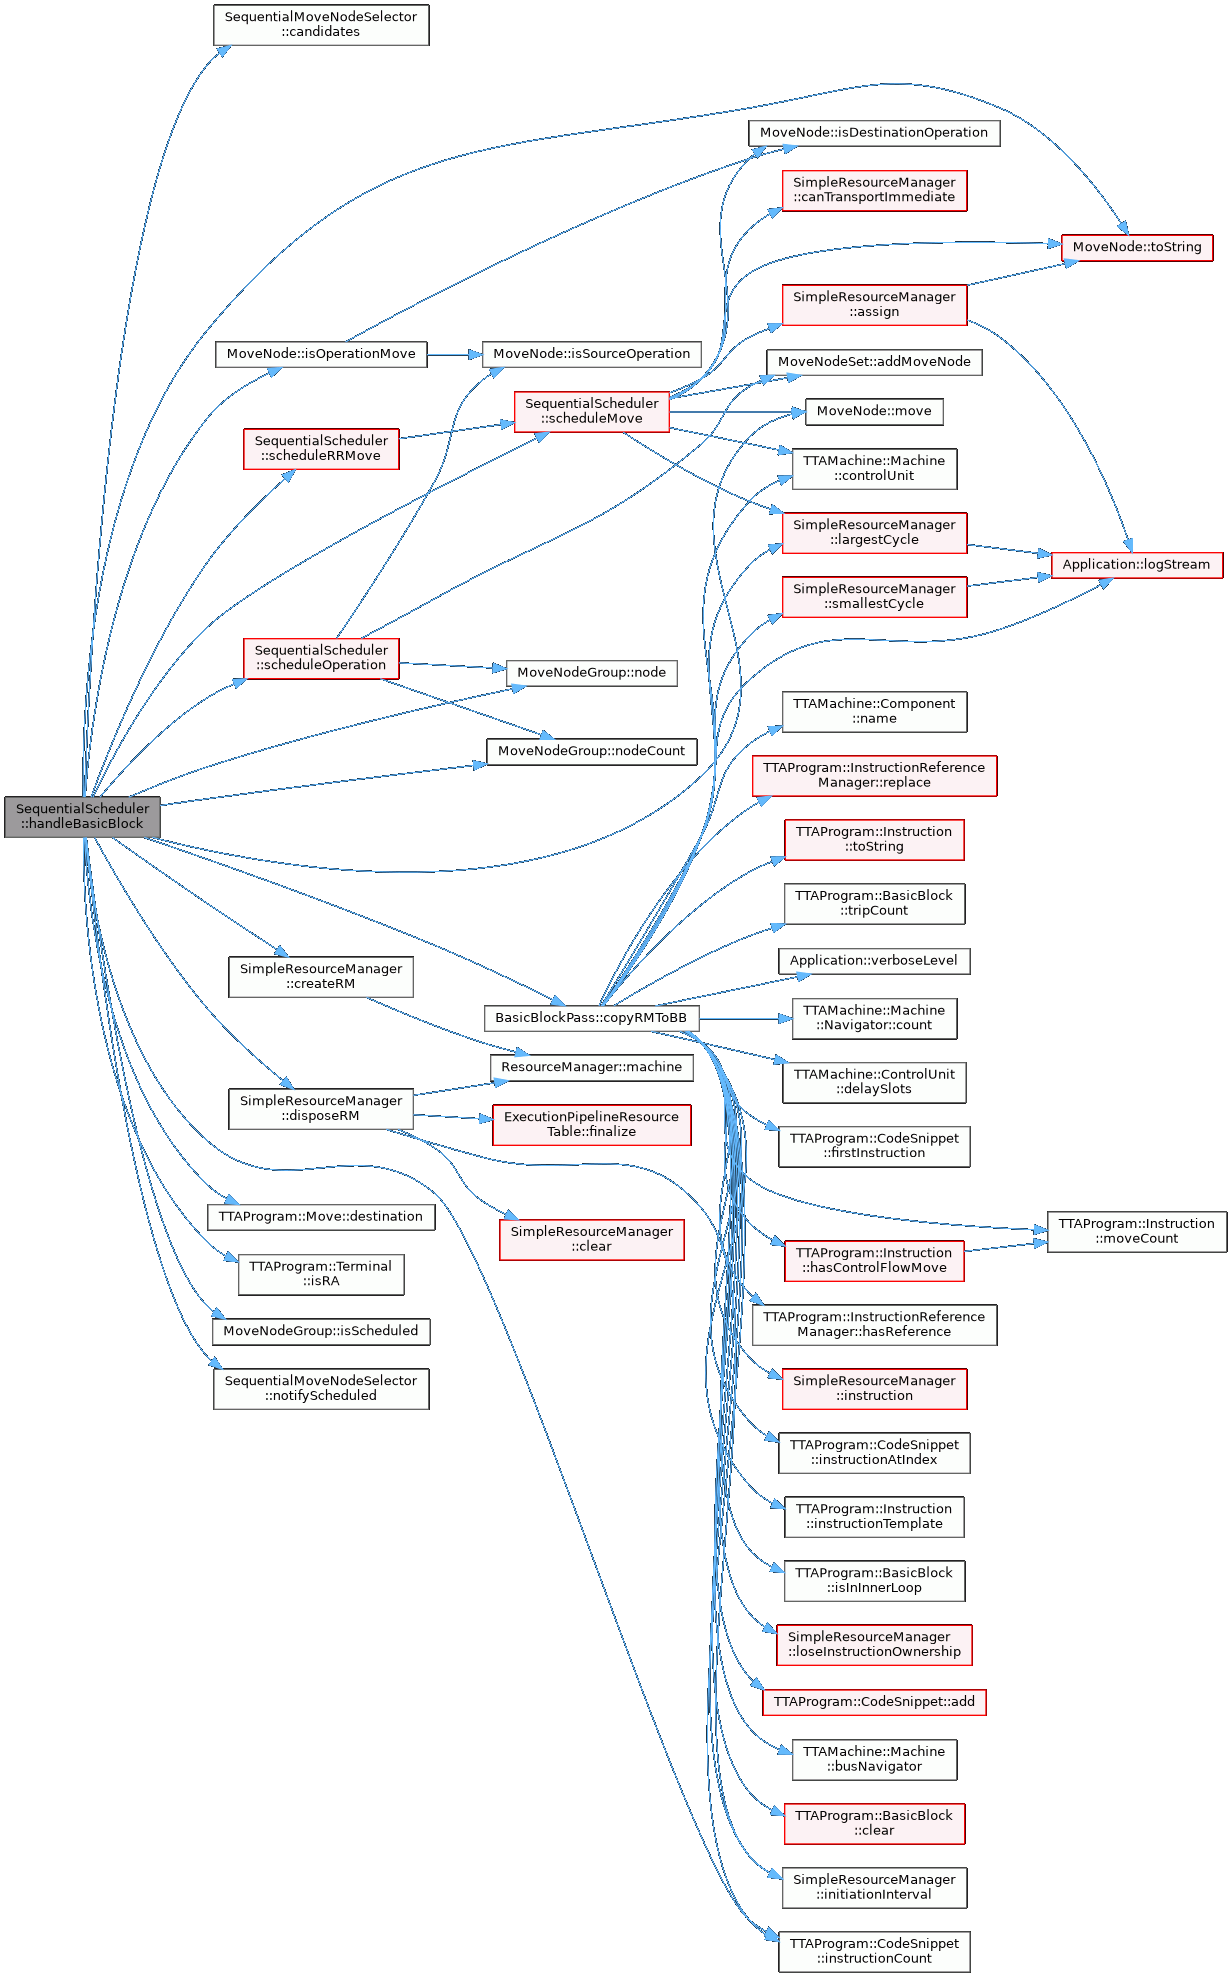 SequentialMoveNodeSelector
::candidates
MoveNode::isDestinationOperation
SimpleResourceManager
::canTransportImmediate
MoveNode::toString
SimpleResourceManager
::assign
MoveNode::isOperationMove
MoveNode::isSourceOperation
MoveNodeSet::addMoveNode
SequentialScheduler
::scheduleMove
MoveNode::move
SequentialScheduler
::scheduleRRMove
TTAMachine::Machine
::controlUnit
SimpleResourceManager
::largestCycle
Application::logStream
SimpleResourceManager
::smallestCycle
SequentialScheduler
::scheduleOperation
MoveNodeGroup::node
TTAMachine::Component
::name
MoveNodeGroup::nodeCount
TTAProgram::InstructionReference
Manager::replace
SequentialScheduler
::handleBasicBlock
TTAProgram::Instruction
::toString
TTAProgram::BasicBlock
::tripCount
Application::verboseLevel
SimpleResourceManager
::createRM
BasicBlockPass::copyRMToBB
TTAMachine::Machine
::Navigator::count
ResourceManager::machine
TTAMachine::ControlUnit
::delaySlots
SimpleResourceManager
::disposeRM
ExecutionPipelineResource
Table::finalize
TTAProgram::CodeSnippet
::firstInstruction
TTAProgram::Move::destination
SimpleResourceManager
::clear
TTAProgram::Instruction
::moveCount
TTAProgram::Instruction
::hasControlFlowMove
TTAProgram::Terminal
::isRA
MoveNodeGroup::isScheduled
TTAProgram::InstructionReference
Manager::hasReference
SequentialMoveNodeSelector
::notifyScheduled
SimpleResourceManager
::instruction
TTAProgram::CodeSnippet
::instructionAtIndex
TTAProgram::Instruction
::instructionTemplate
TTAProgram::BasicBlock
::isInInnerLoop
SimpleResourceManager
::loseInstructionOwnership
TTAProgram::CodeSnippet::add
TTAMachine::Machine
::busNavigator
TTAProgram::BasicBlock
::clear
SimpleResourceManager
::initiationInterval
TTAProgram::CodeSnippet
::instructionCount